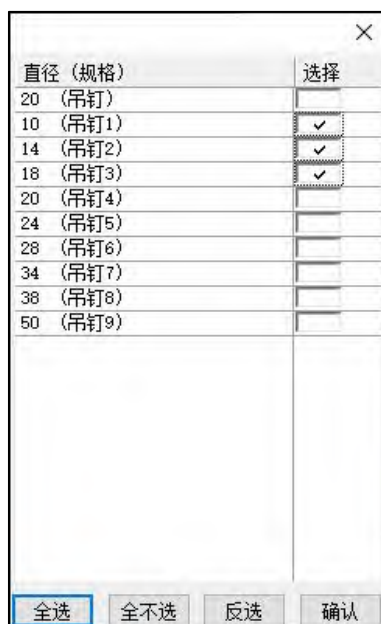 直径（规格） 选择
20 （吊钉）
10 （吊钉1）
14 （吊钉2）
18 （吊钉3）
20 （吊钉4）
24 （吊钉5）
28 （吊钉6）
34 （吊钉7）
38 （吊钉8）
50 （吊钉9）
全选 全不选 反选 确认